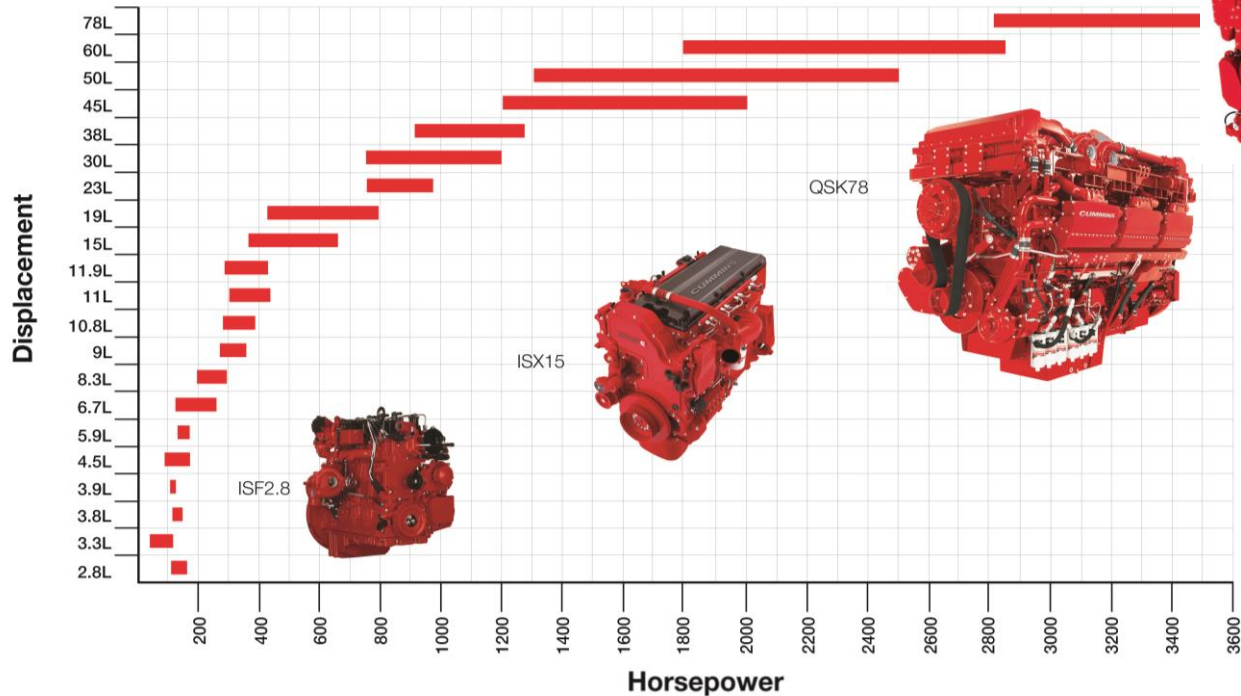 78L
60L
50L
45L
38L
30L
23L
19L
15L
11.9L
11L
10.8L
9L
8.3L
6.7L
5.9L
4.5L
3.9L
3.8L
3.3L
2.8L
Displacement
QSK78
CUMMINS
ISX15
CUMMINS
ISF2.8
200
400
600
800
1000
1200
1400
1600
1800
2000
2200
2400
2600
2800
3000
3200
3400
3600
Horsepower